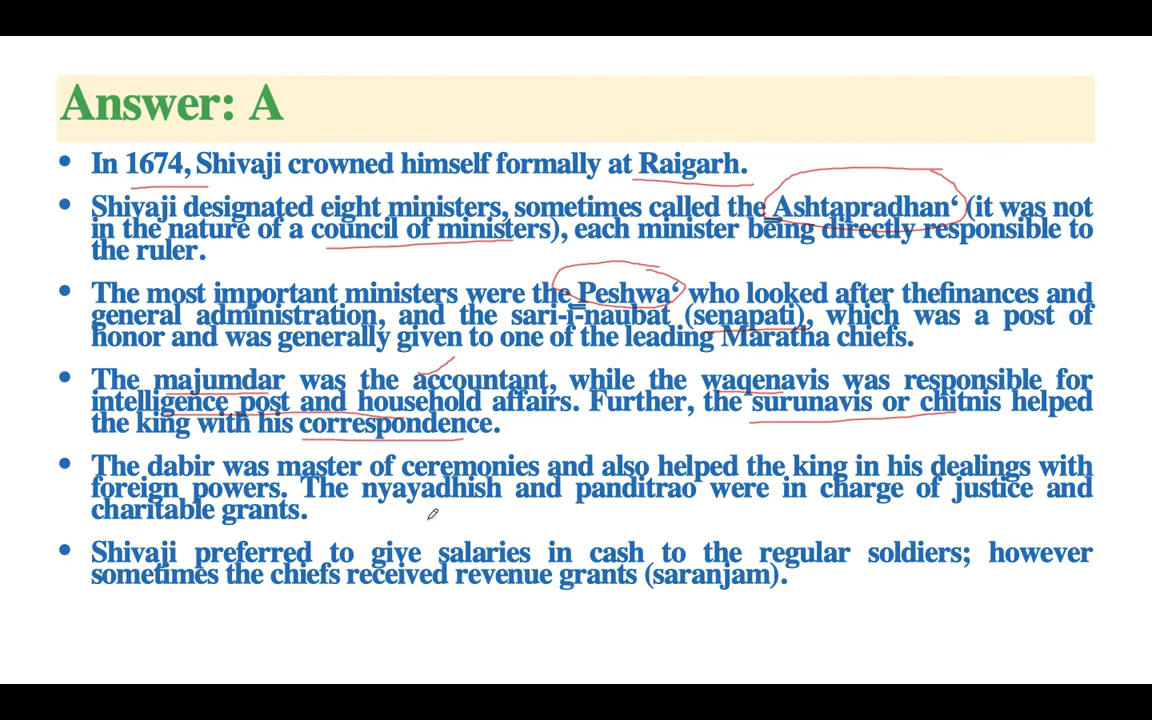 Answer: A
• In 1674, Shivaji crowned himself formally at Raigarh.
• Shivaji designated eight ministers, sometimes called the ‗Ashtapradhan‘ (it was not
in the nature of a council of ministers), each minister being directly responsible to
the ruler.
• The most important ministers were the ‗Peshwa‘ who looked after thefinances and
general administration, and the sari-i-naubat (senapati), which was a post of
honor and was generally given to one of the leading Maratha chiefs.
• The majumdar was the accountant, while the waqenavis was responsible for
intelligence post and household affairs. Further, the surunavis or chitnis helped
the king with his correspondence.
• The dabir was master of ceremonies and also helped the king in his dealings with
foreign powers. The nyayadhish and panditrao were in charge of justice and
charitable grants.
• Shivaji preferred to give salaries in cash to the regular soldiers; however
sometimes the chiefs received revenue grants (saranjam).